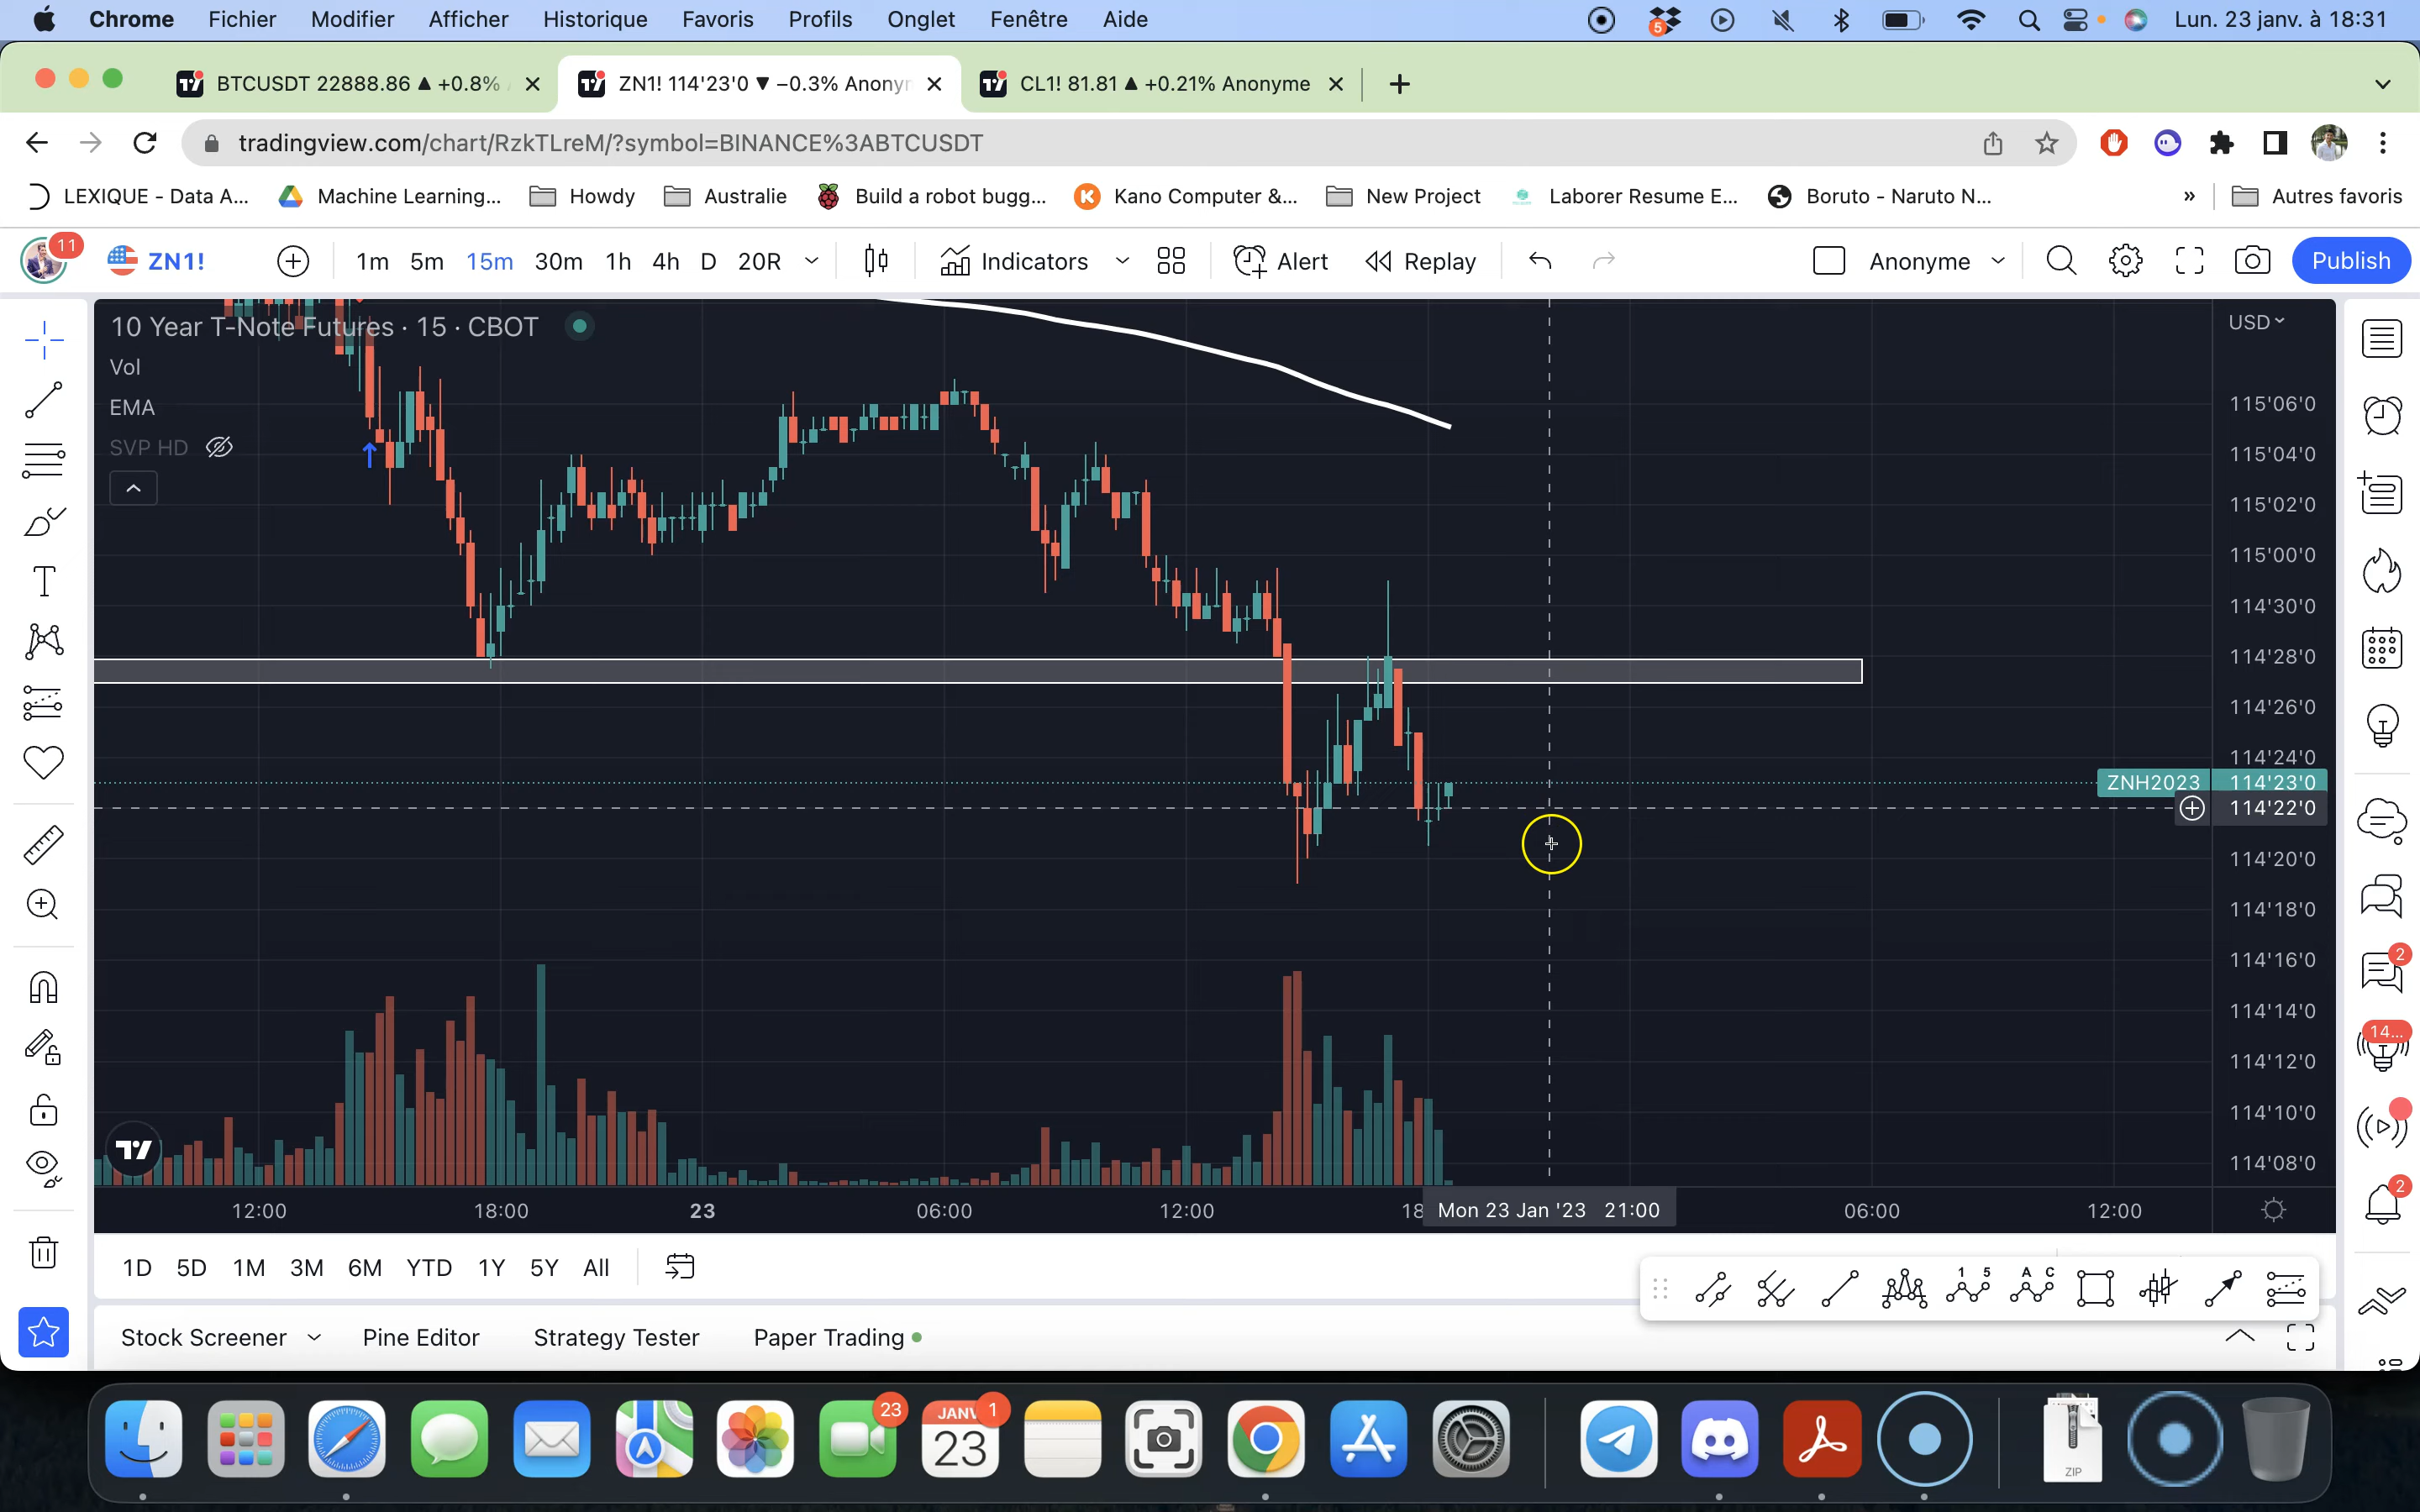 Chrome Fichier Modifier Afficher Historique Favoris Profils Onglet Fenêtre Aide 5 Lun. 23 janv. à 18:31
BTCUSDT 22888.86 ▲ +0.8% ZN1! 114'23'0 ▼ −0.3% Anony CL1! 81.81 ▲ +0.21% Anonyme
tradingview.com/chart/RzkTLreM/?symbol=BINANCE%3ABTCUSDT
LEXIQUE - Data A... Machine Learning... Howdy Australie Build a robot bugg... Kano Computer &... New Project Laborer Resume E... Boruto - Naruto N... » Autres favoris
11 ZN1! 1m 5m 15m 30m 1h 4h D 20R Indicators Alert Replay Anonyme Publish
10 Year T-Note Futures · 15 · CBOT USD
Vol
EMA
SVP HD
115'06'0
115'04'0
115'02'0
115'00'0
114'30'0
114'28'0
114'26'0
114'24'0
ZNH2023 114'23'0
114'22'0
114'20'0
114'18'0
114'16'0
2
114'14'0
14...
114'12'0
114'10'0
114'08'0
2
12:00 18:00 23 06:00 12:00 18 Mon 23 Jan '23 21:00 06:00 12:00
1D 5D 1M 3M 6M YTD 1Y 5Y All
1 5 A C
Stock Screener Pine Editor Strategy Tester Paper Trading
23 JANV 1
23
ZIP